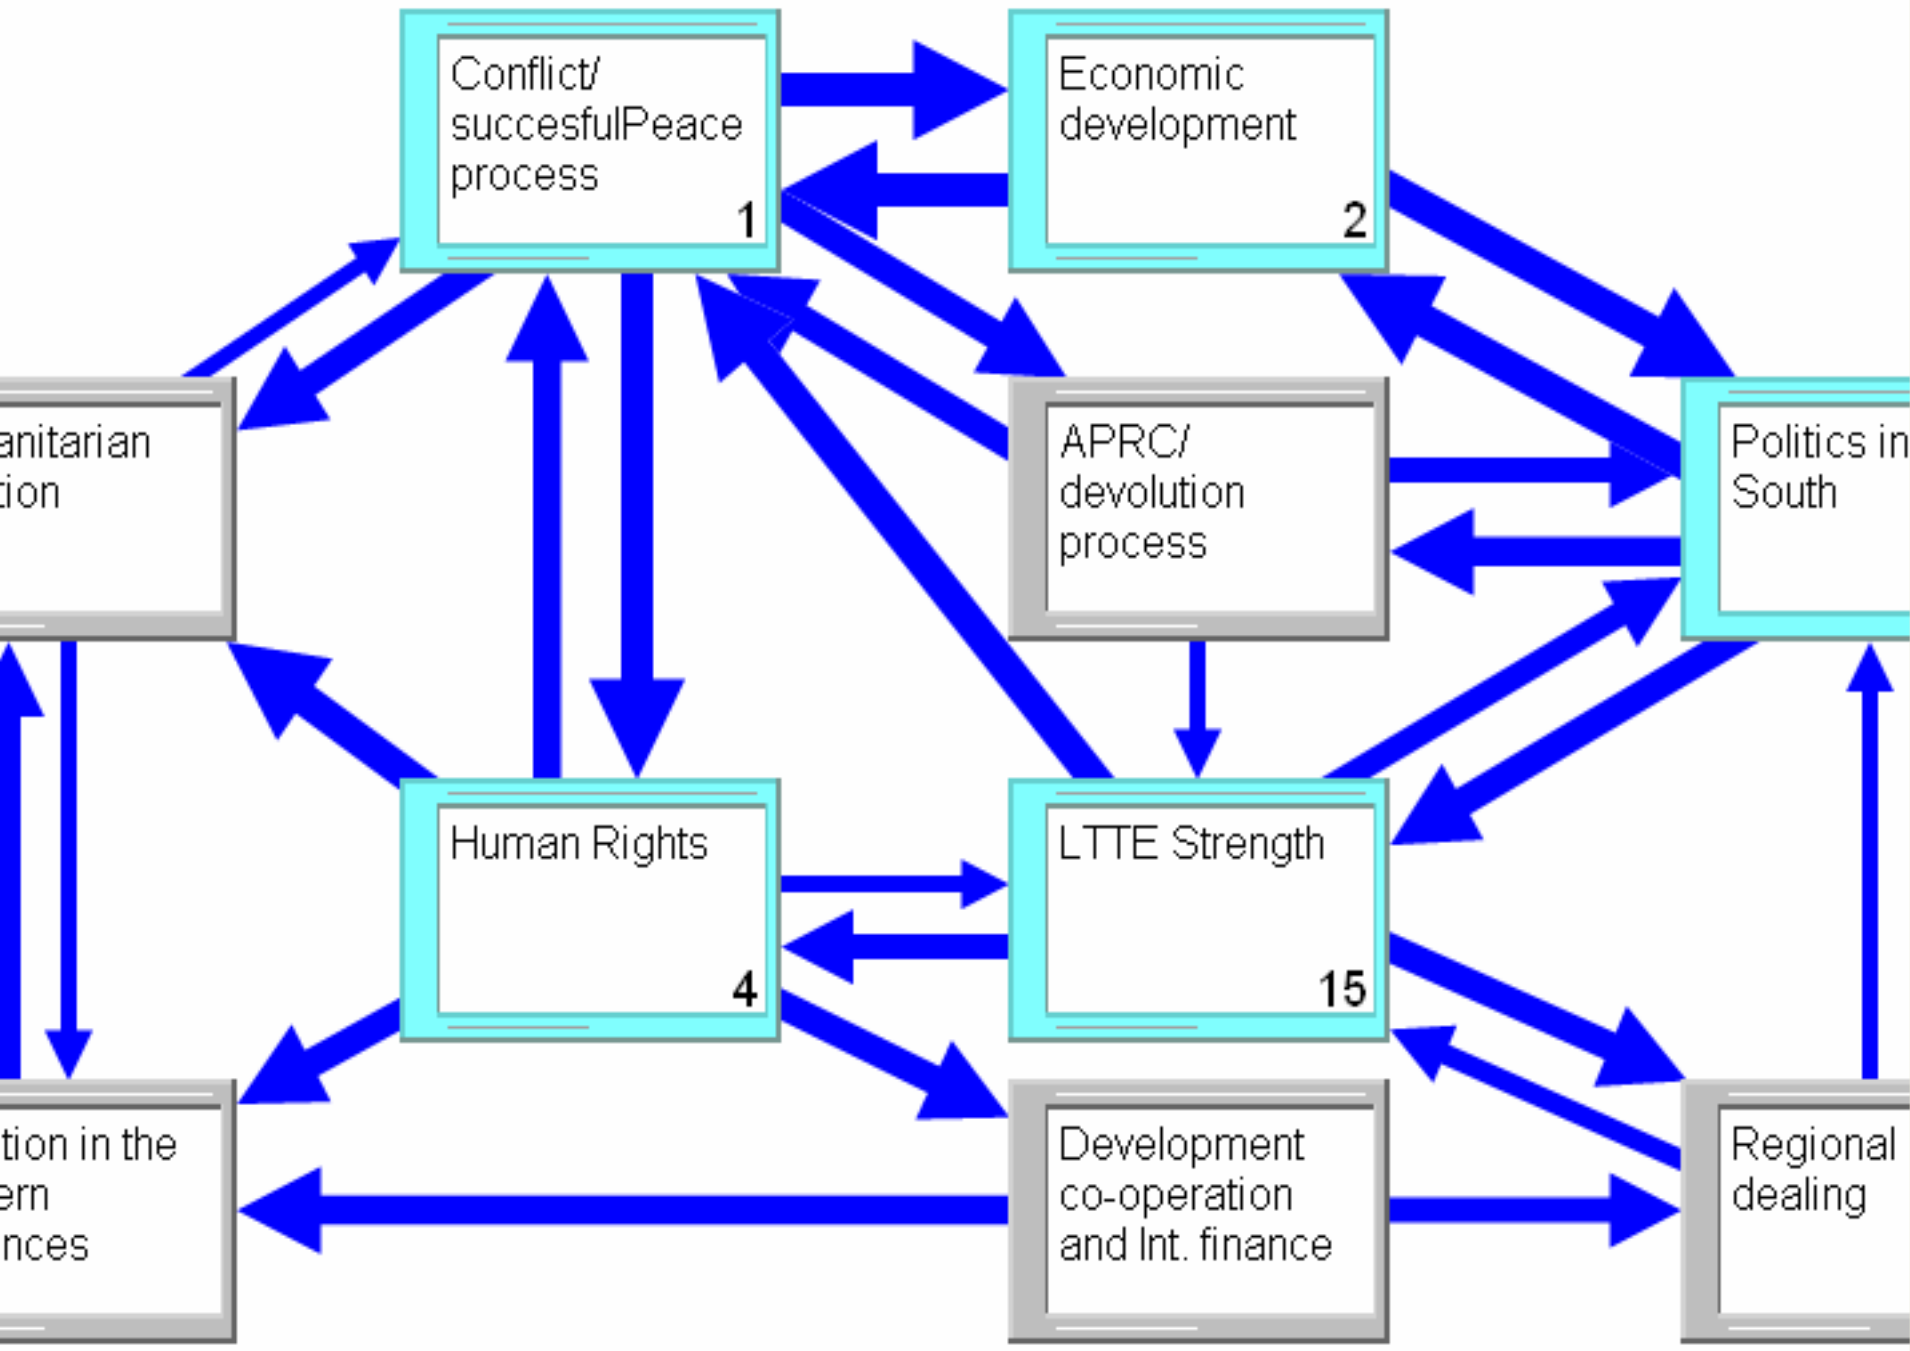 Conflict/
succesfulPeace
process
1
Economic
development
2
anitarian
tion
APRC/
devolution
process
Politics in
South
Human Rights
4
LTTE Strength
15
tion in the
ern
nces
Development
co-operation
and Int. finance
Regional
dealing